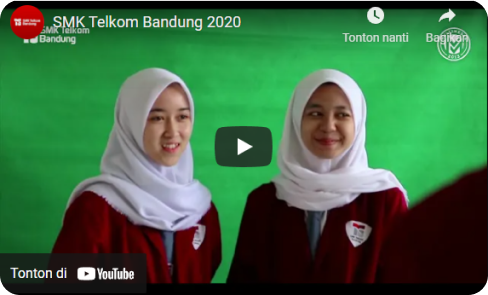 SMK Telkom Bandung 2020
SMK Telkom
Bandung
Tonton nanti
Bagikan
Tonton di YouTube